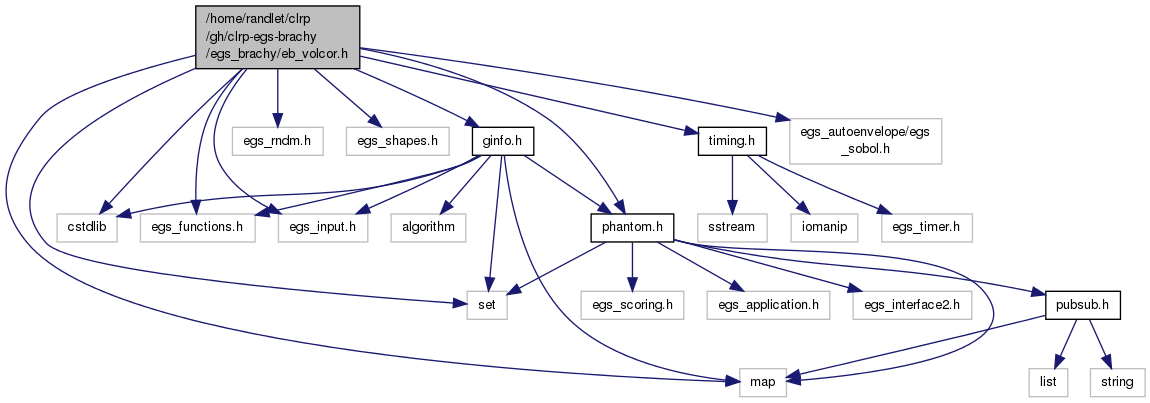 /home/randlet/clrp
/gh/clrp-egs-brachy
/egs_brachy/eb_volcor.h
egs_rndm.h
egs_shapes.h
ginfo.h
timing.h
egs_autoenvelope/egs
_sobol.h
cstdlib
egs_functions.h
egs_input.h
algorithm
phantom.h
sstream
iomanip
egs_timer.h
set
egs_scoring.h
egs_application.h
egs_interface2.h
pubsub.h
map
list
string